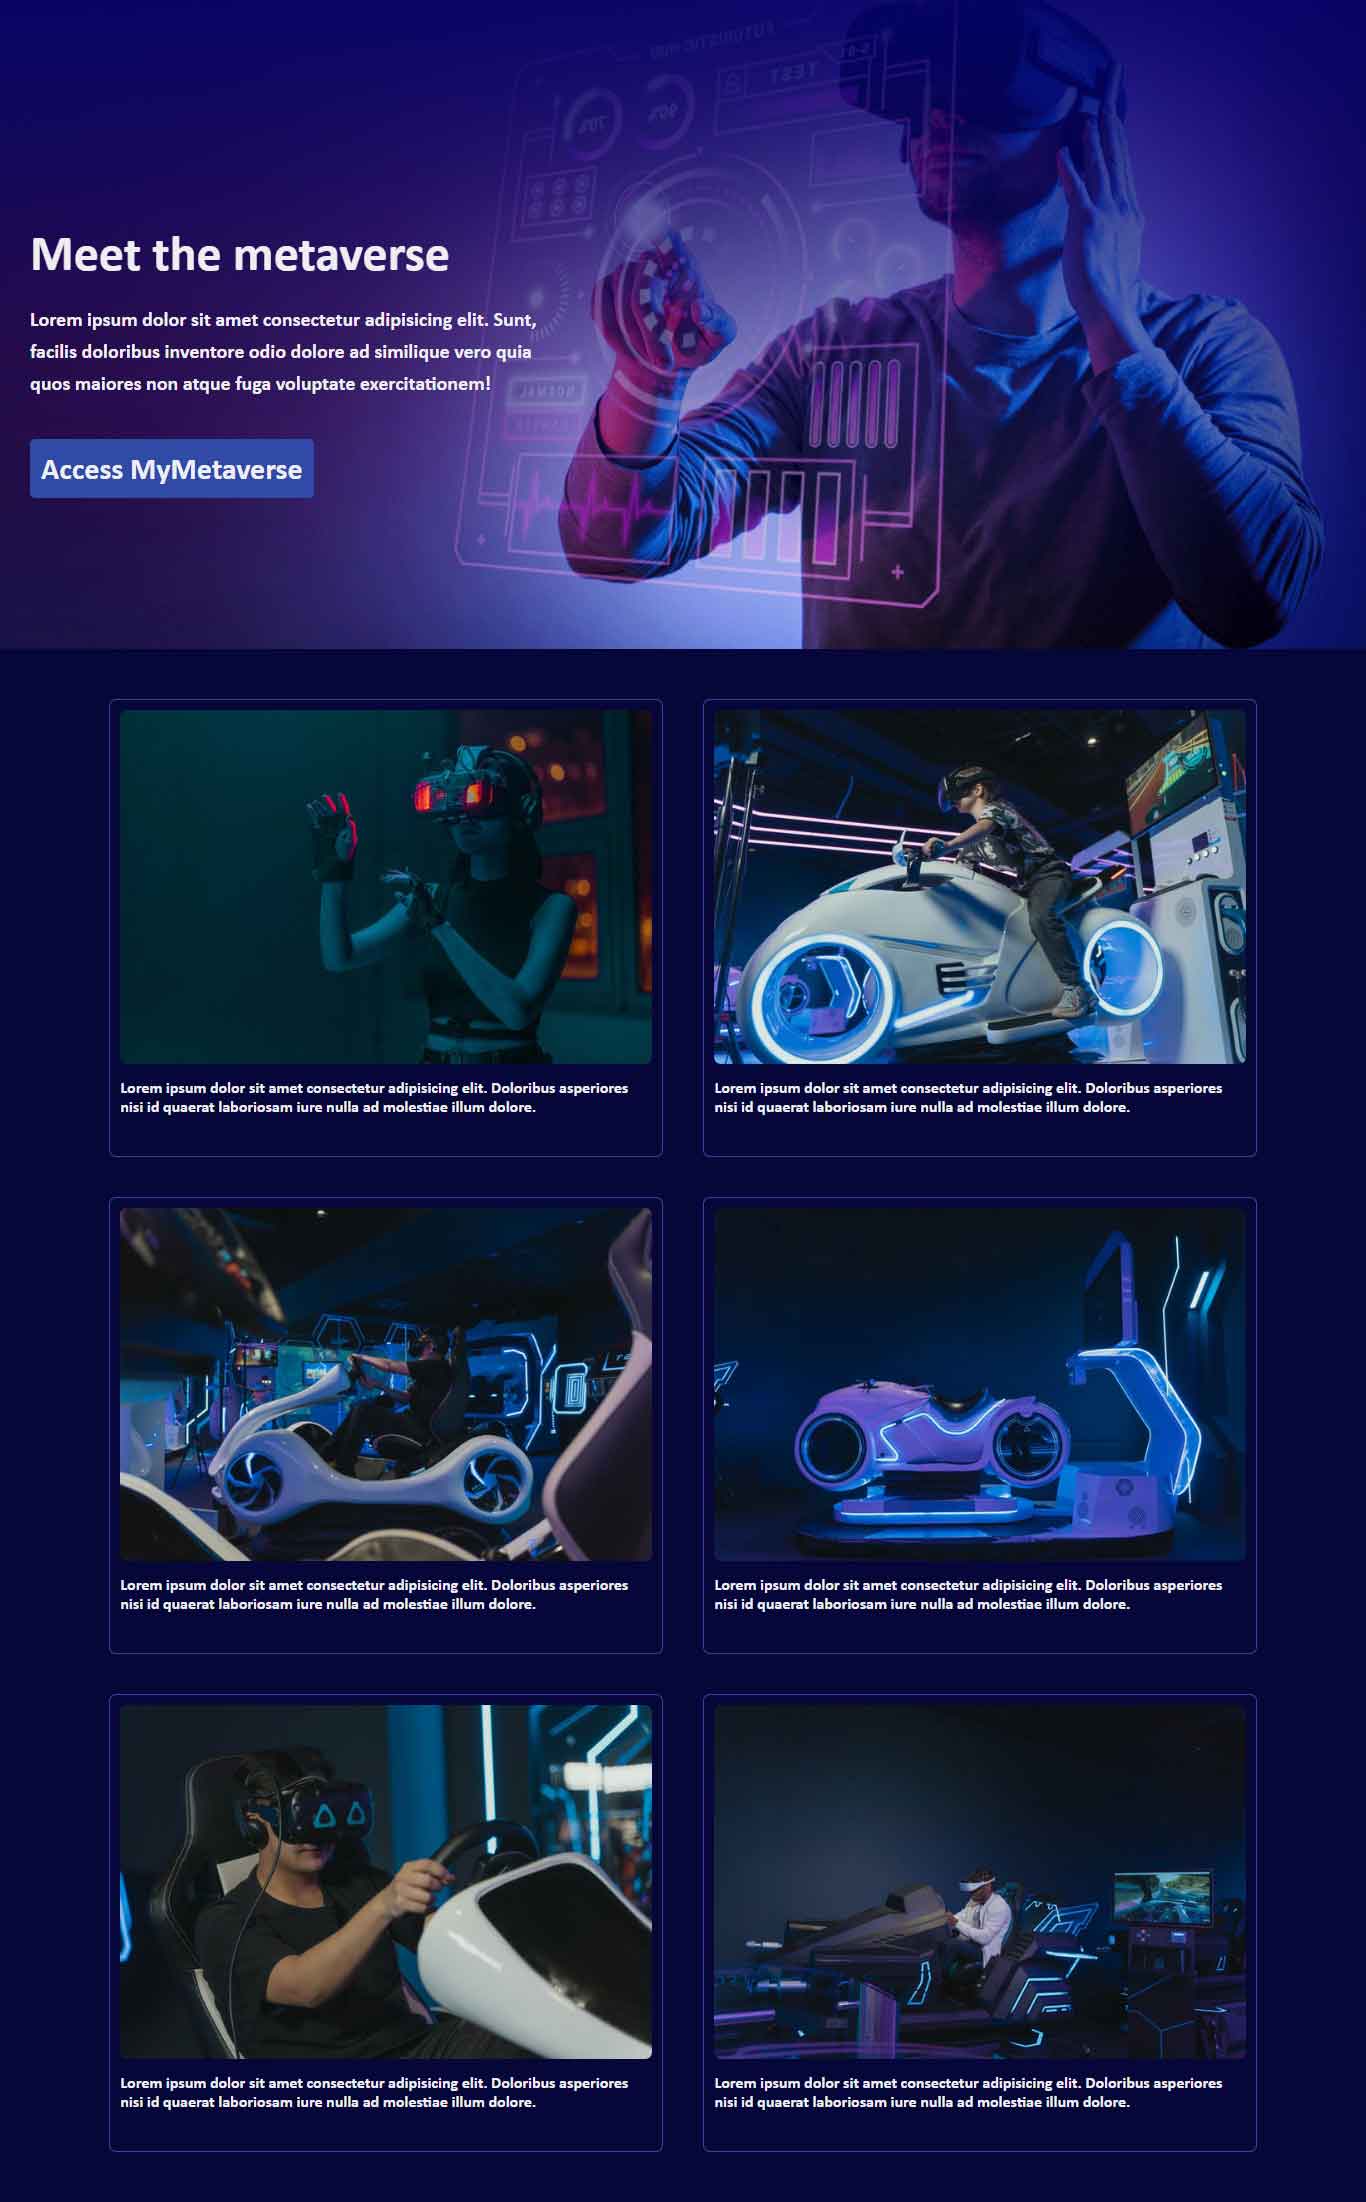 FUTURISTIC HUD
TEST
S-01
40%
Meet the metaverse
Lorem ipsum dolor sit amet consectetur adipisicing elit. Sunt,
facilis doloribus inventore odio dolore ad similique vero quia
quos maiores non atque fuga voluptate exercitationem!
NORMAL
Access MyMetaverse
Lorem ipsum dolor sit amet consectetur adipisicing elit. Doloribus asperiores
nisi id quaerat laboriosam iure nulla ad molestiae illum dolore.
Lorem ipsum dolor sit amet consectetur adipisicing elit. Doloribus asperiores
nisi id quaerat laboriosam iure nulla ad molestiae illum dolore.
Lorem ipsum dolor sit amet consectetur adipisicing elit. Doloribus asperiores
nisi id quaerat laboriosam iure nulla ad molestiae illum dolore.
Lorem ipsum dolor sit amet consectetur adipisicing elit. Doloribus asperiores
nisi id quaerat laboriosam iure nulla ad molestiae illum dolore.
Lorem ipsum dolor sit amet consectetur adipisicing elit. Doloribus asperiores
nisi id quaerat laboriosam iure nulla ad molestiae illum dolore.
Lorem ipsum dolor sit amet consectetur adipisicing elit. Doloribus asperiores
nisi id quaerat laboriosam iure nulla ad molestiae illum dolore.